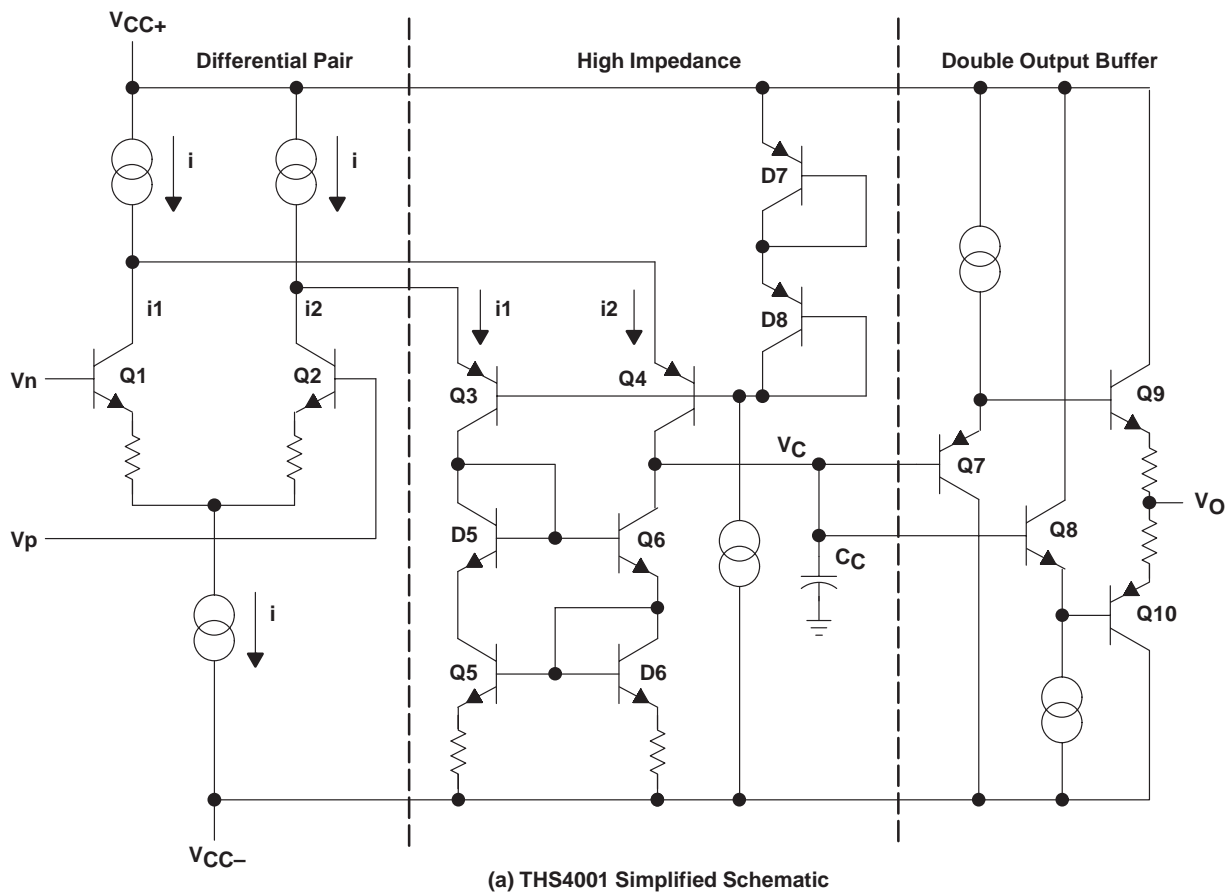 VCC+
Differential Pair
High Impedance
Double Output Buffer
i
i
D7
i1
i2
i1
i2
D8
Vn
Q1
Q2
Q3
Q4
Q9
VC
Q7
VO
Vp
D5
Q6
Q8
CC
i
Q10
Q5
D6
VCC–
(a) THS4001 Simplified Schematic